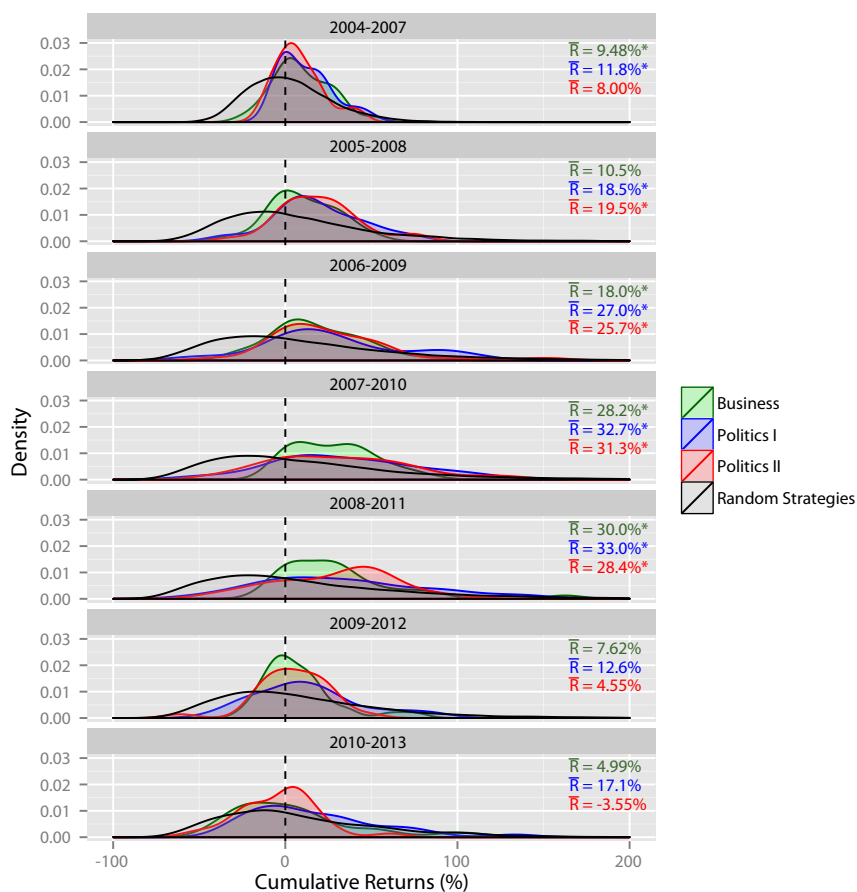 2004-2007
0.03
0.02
0.01
0.00
R̅ = 9.48%*
R̅ = 11.8%*
R̅ = 8.00%
2005-2008
0.03
0.02
0.01
0.00
R̅ = 10.5%
R̅ = 18.5%*
R̅ = 19.5%*
2006-2009
0.03
0.02
0.01
0.00
R̅ = 18.0%*
R̅ = 27.0%*
R̅ = 25.7%*
2007-2010
0.03
0.02
0.01
0.00
R̅ = 28.2%*
R̅ = 32.7%*
R̅ = 31.3%*
2008-2011
0.03
0.02
0.01
0.00
R̅ = 30.0%*
R̅ = 33.0%*
R̅ = 28.4%*
2009-2012
0.03
0.02
0.01
0.00
R̅ = 7.62%
R̅ = 12.6%
R̅ = 4.55%
2010-2013
0.03
0.02
0.01
0.00
R̅ = 4.99%
R̅ = 17.1%
R̅ = -3.55%
-100
0
100
200
Cumulative Returns (%)
Density
Business
Politics I
Politics II
Random Strategies